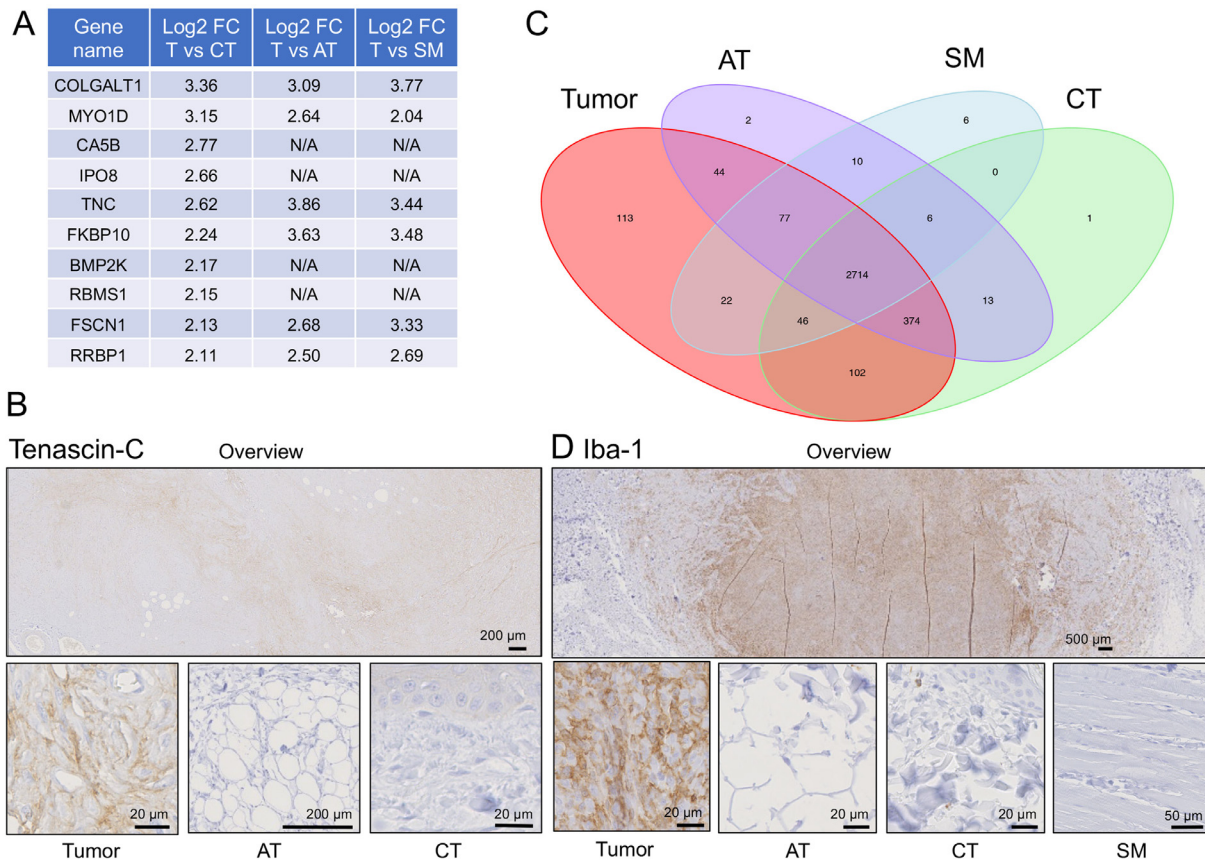 A
Gene name Log2 FC T vs CT Log2 FC T vs AT Log2 FC T vs SM
COLGALT1 3.36 3.09 3.77
MYO1D 3.15 2.64 2.04
CA5B 2.77 N/A N/A
IPO8 2.66 N/A N/A
TNC 2.62 3.86 3.44
FKBP10 2.24 3.63 3.48
BMP2K 2.17 N/A N/A
RBMS1 2.15 N/A N/A
FSCN1 2.13 2.68 3.33
RRBP1 2.11 2.50 2.69
C
AT SM
Tumor CT
2 6
44 10 0
113 77 6 1
2714
22 13
46 374
102
B
Tenascin-C Overview
200 µm
20 µm 200 µm 20 µm
Tumor AT CT
D Iba-1 Overview
500 µm
20 µm 20 µm 20 µm 50 µm
Tumor AT CT SM